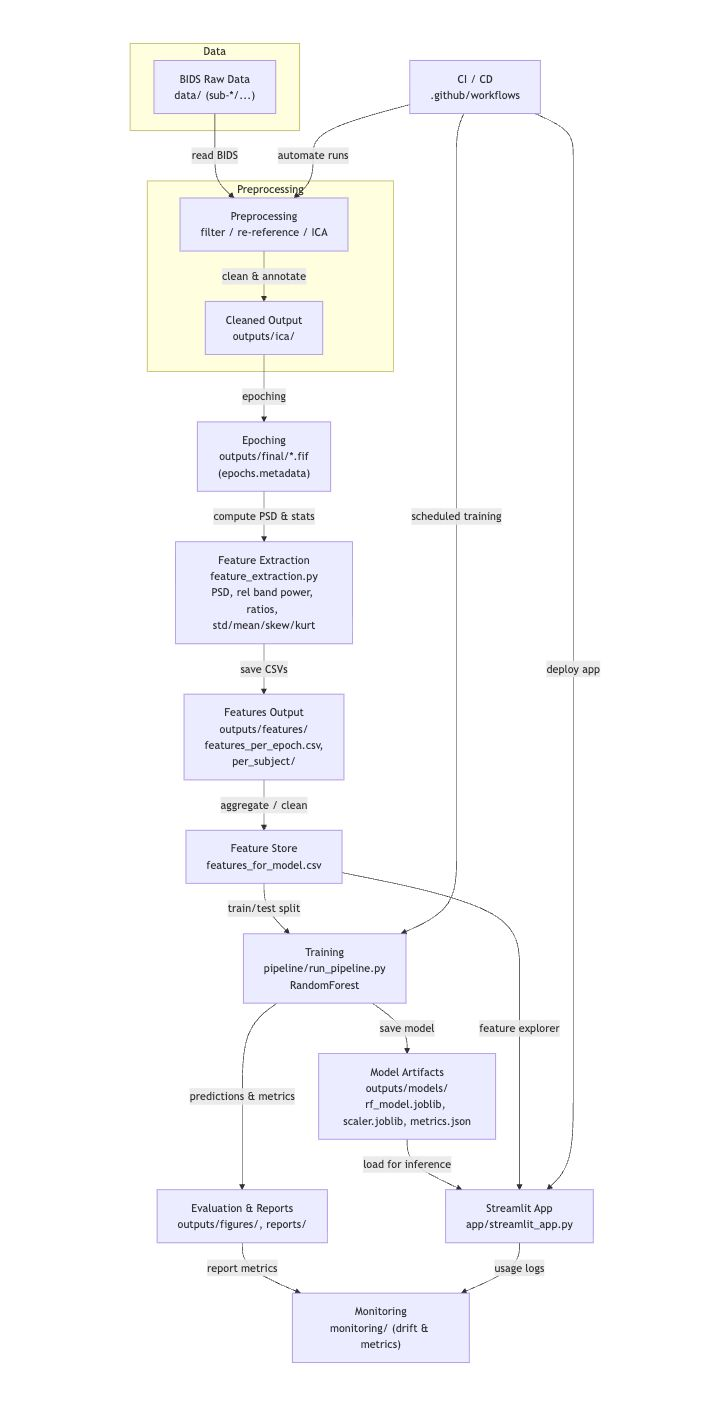 Data
BIDS Raw Data
data/ (sub-*/...)
CI / CD
.github/workflows
read BIDS
automate runs
Preprocessing
Preprocessing
filter / re-reference / ICA
clean & annotate
Cleaned Output
outputs/ica/
epoching
Epoching
outputs/final/*.fif
(epochs.metadata)
compute PSD & stats
scheduled training
Feature Extraction
feature_extraction.py
PSD, rel band power,
ratios,
std/mean/skew/kurt
save CSVs
deploy app
Features Output
outputs/features/
features_per_epoch.csv,
per_subject/
aggregate / clean
Feature Store
features_for_model.csv
train/test split
Training
pipeline/run_pipeline.py
RandomForest
save model
feature explorer
Model Artifacts
outputs/models/
rf_model.joblib,
scaler.joblib, metrics.json
predictions & metrics
load for inference
Evaluation & Reports
outputs/figures/, reports/
Streamlit App
app/streamlit_app.py
report metrics
usage logs
Monitoring
monitoring/ (drift &
metrics)